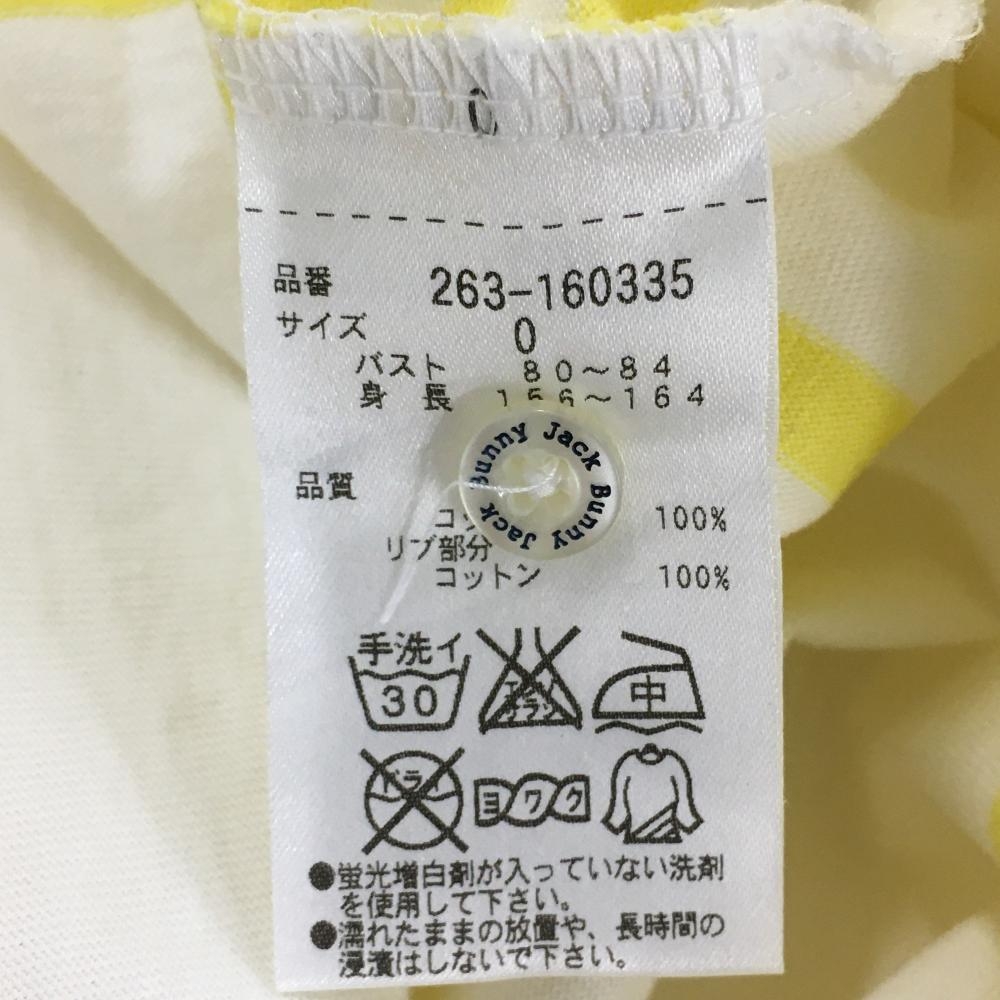 0
品番 263-160335
サイズ 0
バスト 80～84
身長 156～164
Jack Bunny Jack Bunny
品質
コッ 100%
リブ部分
コットン 100%
手洗イ
30
中
ヨワク
●蛍光増白剤が入っていない洗剤
を使用して下さい。
●濡れたままの放置や、長時間の
浸漬はしないで下さい。